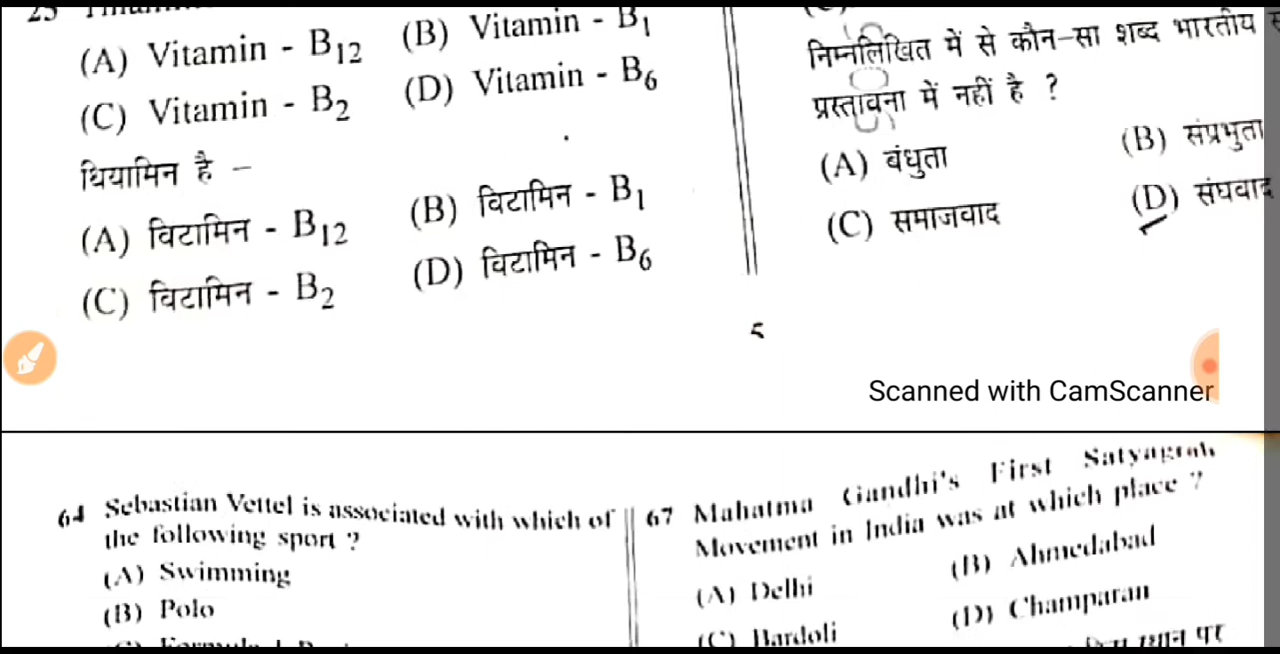 25
(A) Vitamin - B12 (B) Vitamin - B1
(C) Vitamin - B2 (D) Vitamin - B6
थियामिन है –
(A) विटामिन - B12 (B) विटामिन - B1
(C) विटामिन - B2 (D) विटामिन - B6
निम्नलिखित में से कौन-सा शब्द भारतीय
प्रस्तावना में नहीं है ?
(A) बंधुता (B) संप्रभुता
(C) समाजवाद (D) संघवाद
Scanned with CamScanner
64 Sebastian Vettel is associated with which of
the following sport ?
(A) Swimming
(B) Polo
67 Mahatma Gandhi's First Satyagrah
Movement in India was at which place ?
(A) Delhi (B) Ahmedabad
(C) Bardoli (D) Champaran
स्थान पर